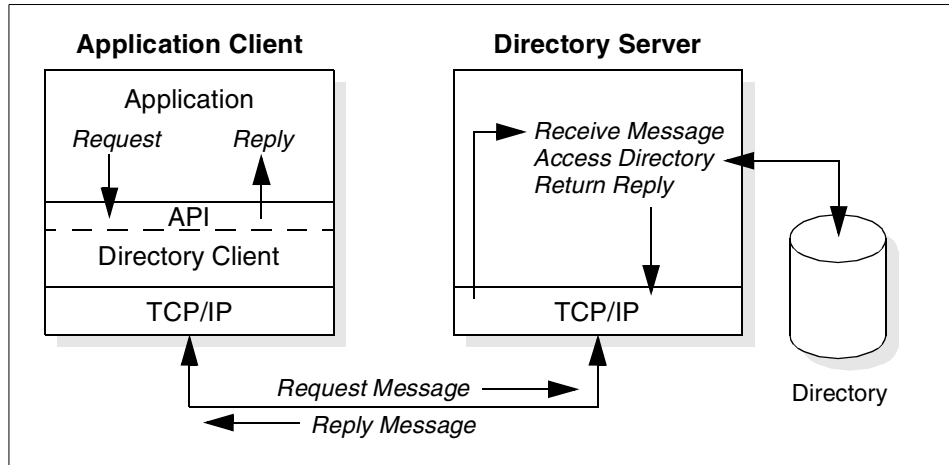 Application Client
Directory Server
Application
Request
Reply
API
Directory Client
TCP/IP
Receive Message
Access Directory
Return Reply
TCP/IP
Directory
Request Message
Reply Message